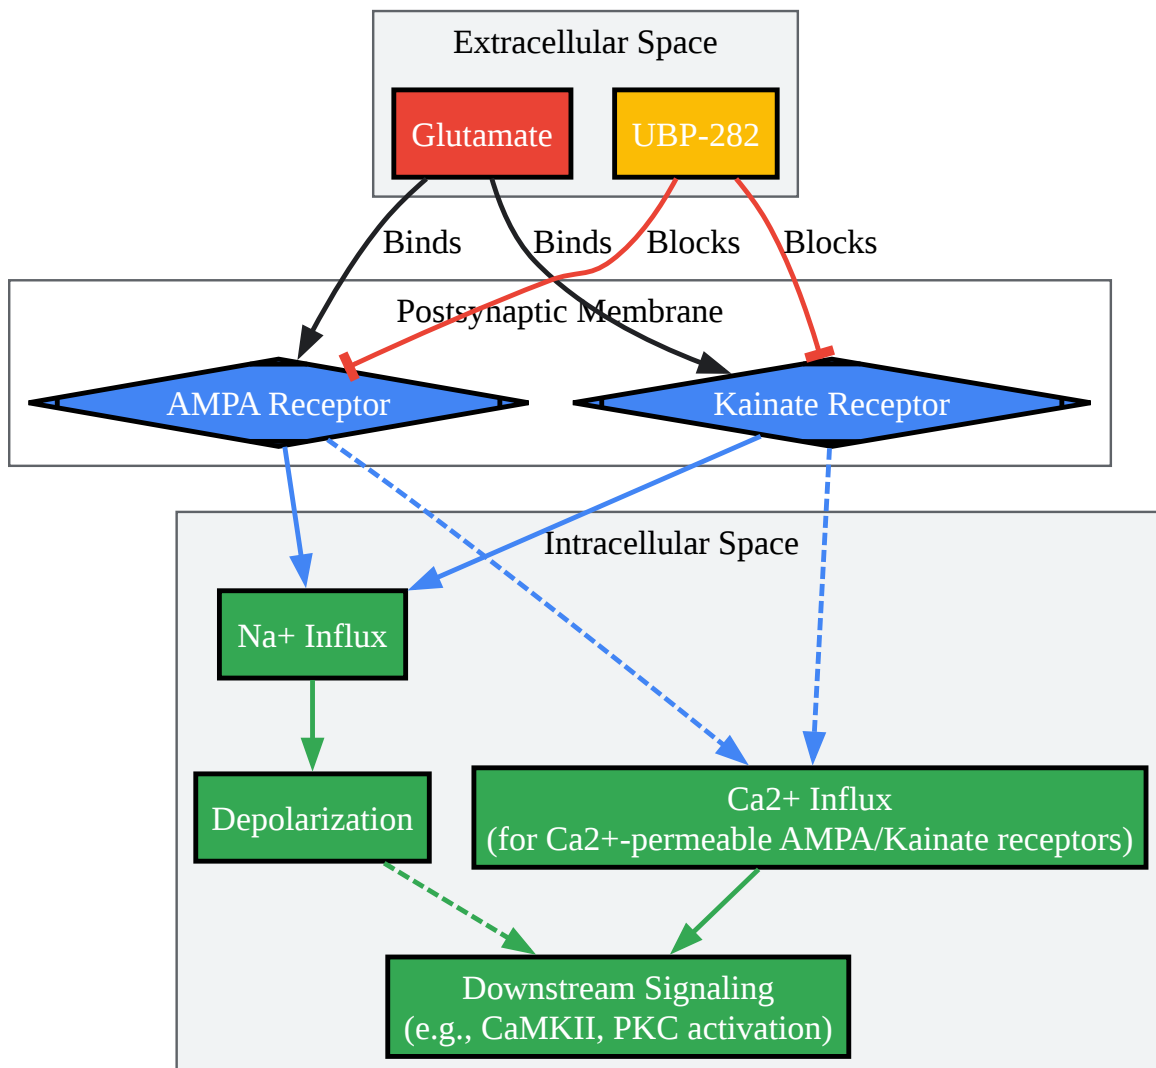 Extracellular Space
Glutamate
UBP-282
Binds
Binds
Blocks
Blocks
Postsynaptic Membrane
AMPA Receptor
Kainate Receptor
Intracellular Space
Na+ Influx
Depolarization
Ca2+ Influx
(for Ca2+-permeable AMPA/Kainate receptors)
Downstream Signaling
(e.g., CaMKII, PKC activation)